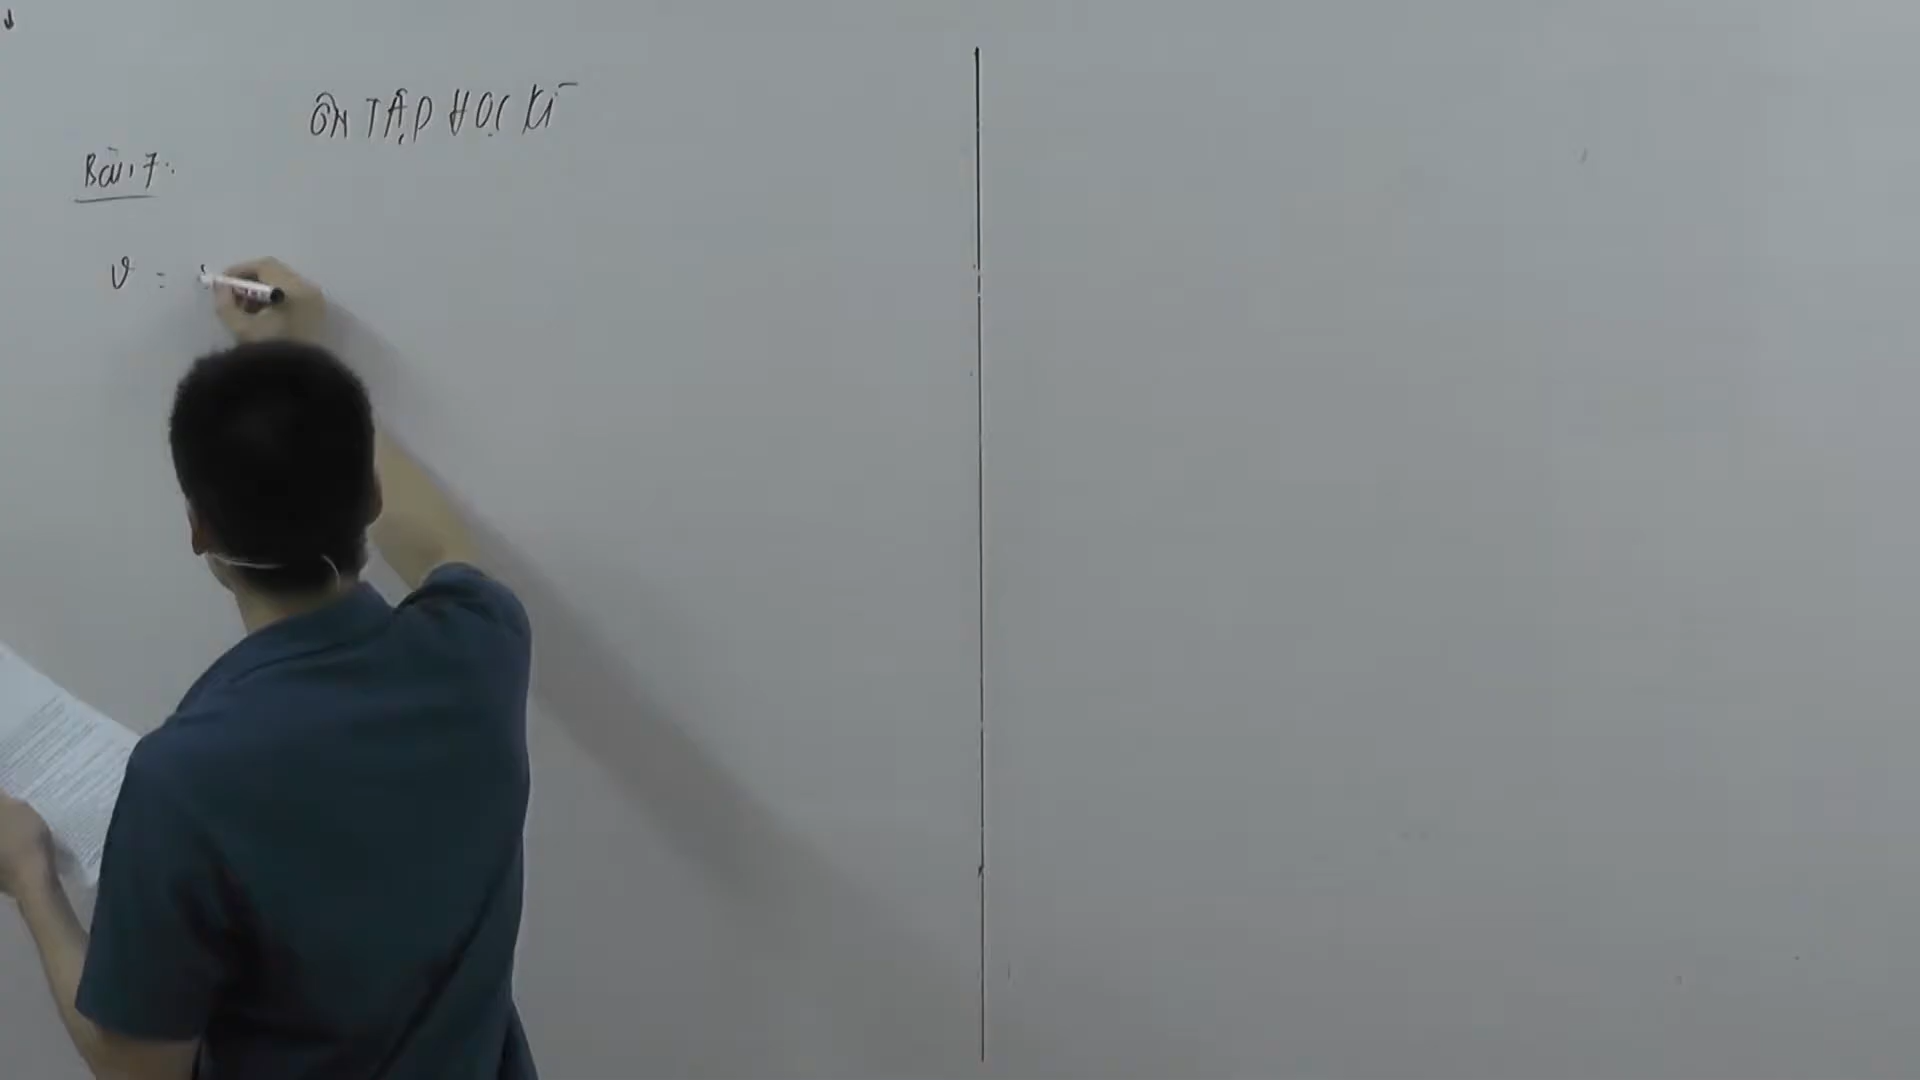 ÔN TẬP HỌC KÌ
Bài 7:
v =